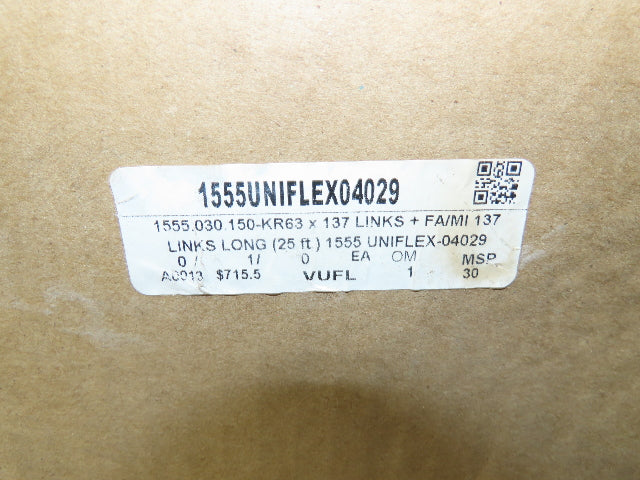 1555UNIFLEX04029
1555.030.150-KR63 x 137 LINKS + FA/MI 137
LINKS LONG (25 ft ) 1555 UNIFLEX-04029
0 / 1/ 0 EA OM MSP
A0013 $715.5 VUFL 1 30